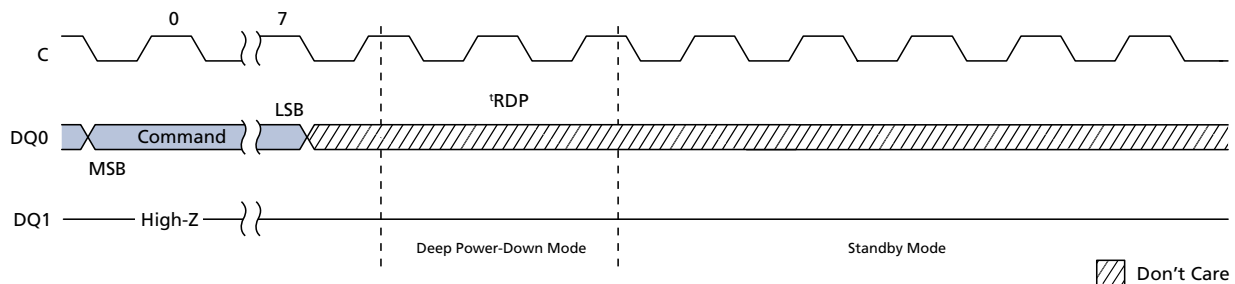 0 7
C
ᵗRDP
LSB
DQ0 Command
MSB
DQ1 High-Z
Deep Power-Down Mode Standby Mode
Don't Care